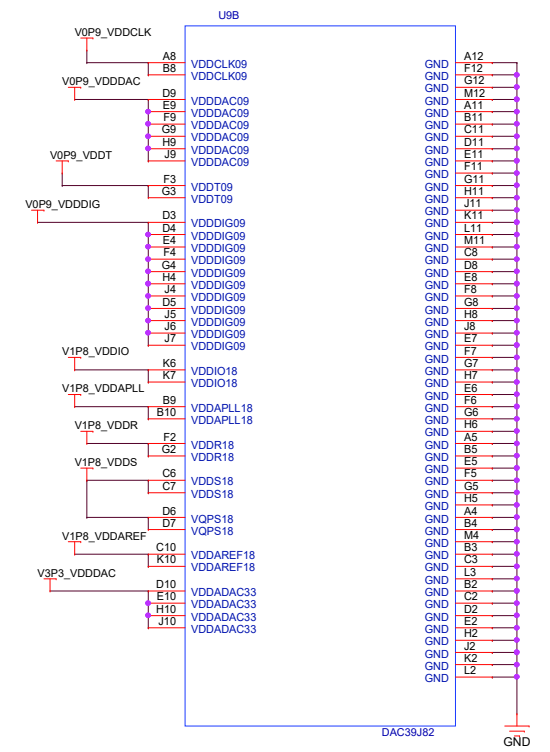 U9B
V0P9_VDDCLK
A8 VDDCLK09
B8 VDDCLK09
V0P9_VDDDAC
D9 VDDDAC09
E9 VDDDAC09
F9 VDDDAC09
G9 VDDDAC09
H9 VDDDAC09
J9 VDDDAC09
V0P9_VDDT
F3 VDDT09
G3 VDDT09
V0P9_VDDDIG
D3 VDDDIG09
D4 VDDDIG09
E4 VDDDIG09
F4 VDDDIG09
G4 VDDDIG09
H4 VDDDIG09
J4 VDDDIG09
D5 VDDDIG09
J5 VDDDIG09
J6 VDDDIG09
J7 VDDDIG09
V1P8_VDDIO
K6 VDDIO18
K7 VDDIO18
V1P8_VDDAPLL
B9 VDDAPLL18
B10 VDDAPLL18
V1P8_VDDR
F2 VDDR18
G2 VDDR18
V1P8_VDDS
C6 VDDS18
C7 VDDS18
D6 VQPS18
D7 VQPS18
V1P8_VDDAREF
C10 VDDAREF18
K10 VDDAREF18
V3P3_VDDDAC
D10 VDDADAC33
E10 VDDADAC33
H10 VDDADAC33
J10 VDDADAC33
GND A12
GND F12
GND G12
GND M12
GND A11
GND B11
GND C11
GND D11
GND E11
GND F11
GND G11
GND H11
GND J11
GND K11
GND L11
GND M11
GND C8
GND D8
GND E8
GND F8
GND G8
GND H8
GND J8
GND E7
GND F7
GND G7
GND H7
GND E6
GND F6
GND G6
GND H6
GND A5
GND B5
GND E5
GND F5
GND G5
GND H5
GND A4
GND B4
GND M4
GND B3
GND C3
GND L3
GND B2
GND C2
GND D2
GND E2
GND H2
GND J2
GND K2
GND L2
DAC39J82
GND